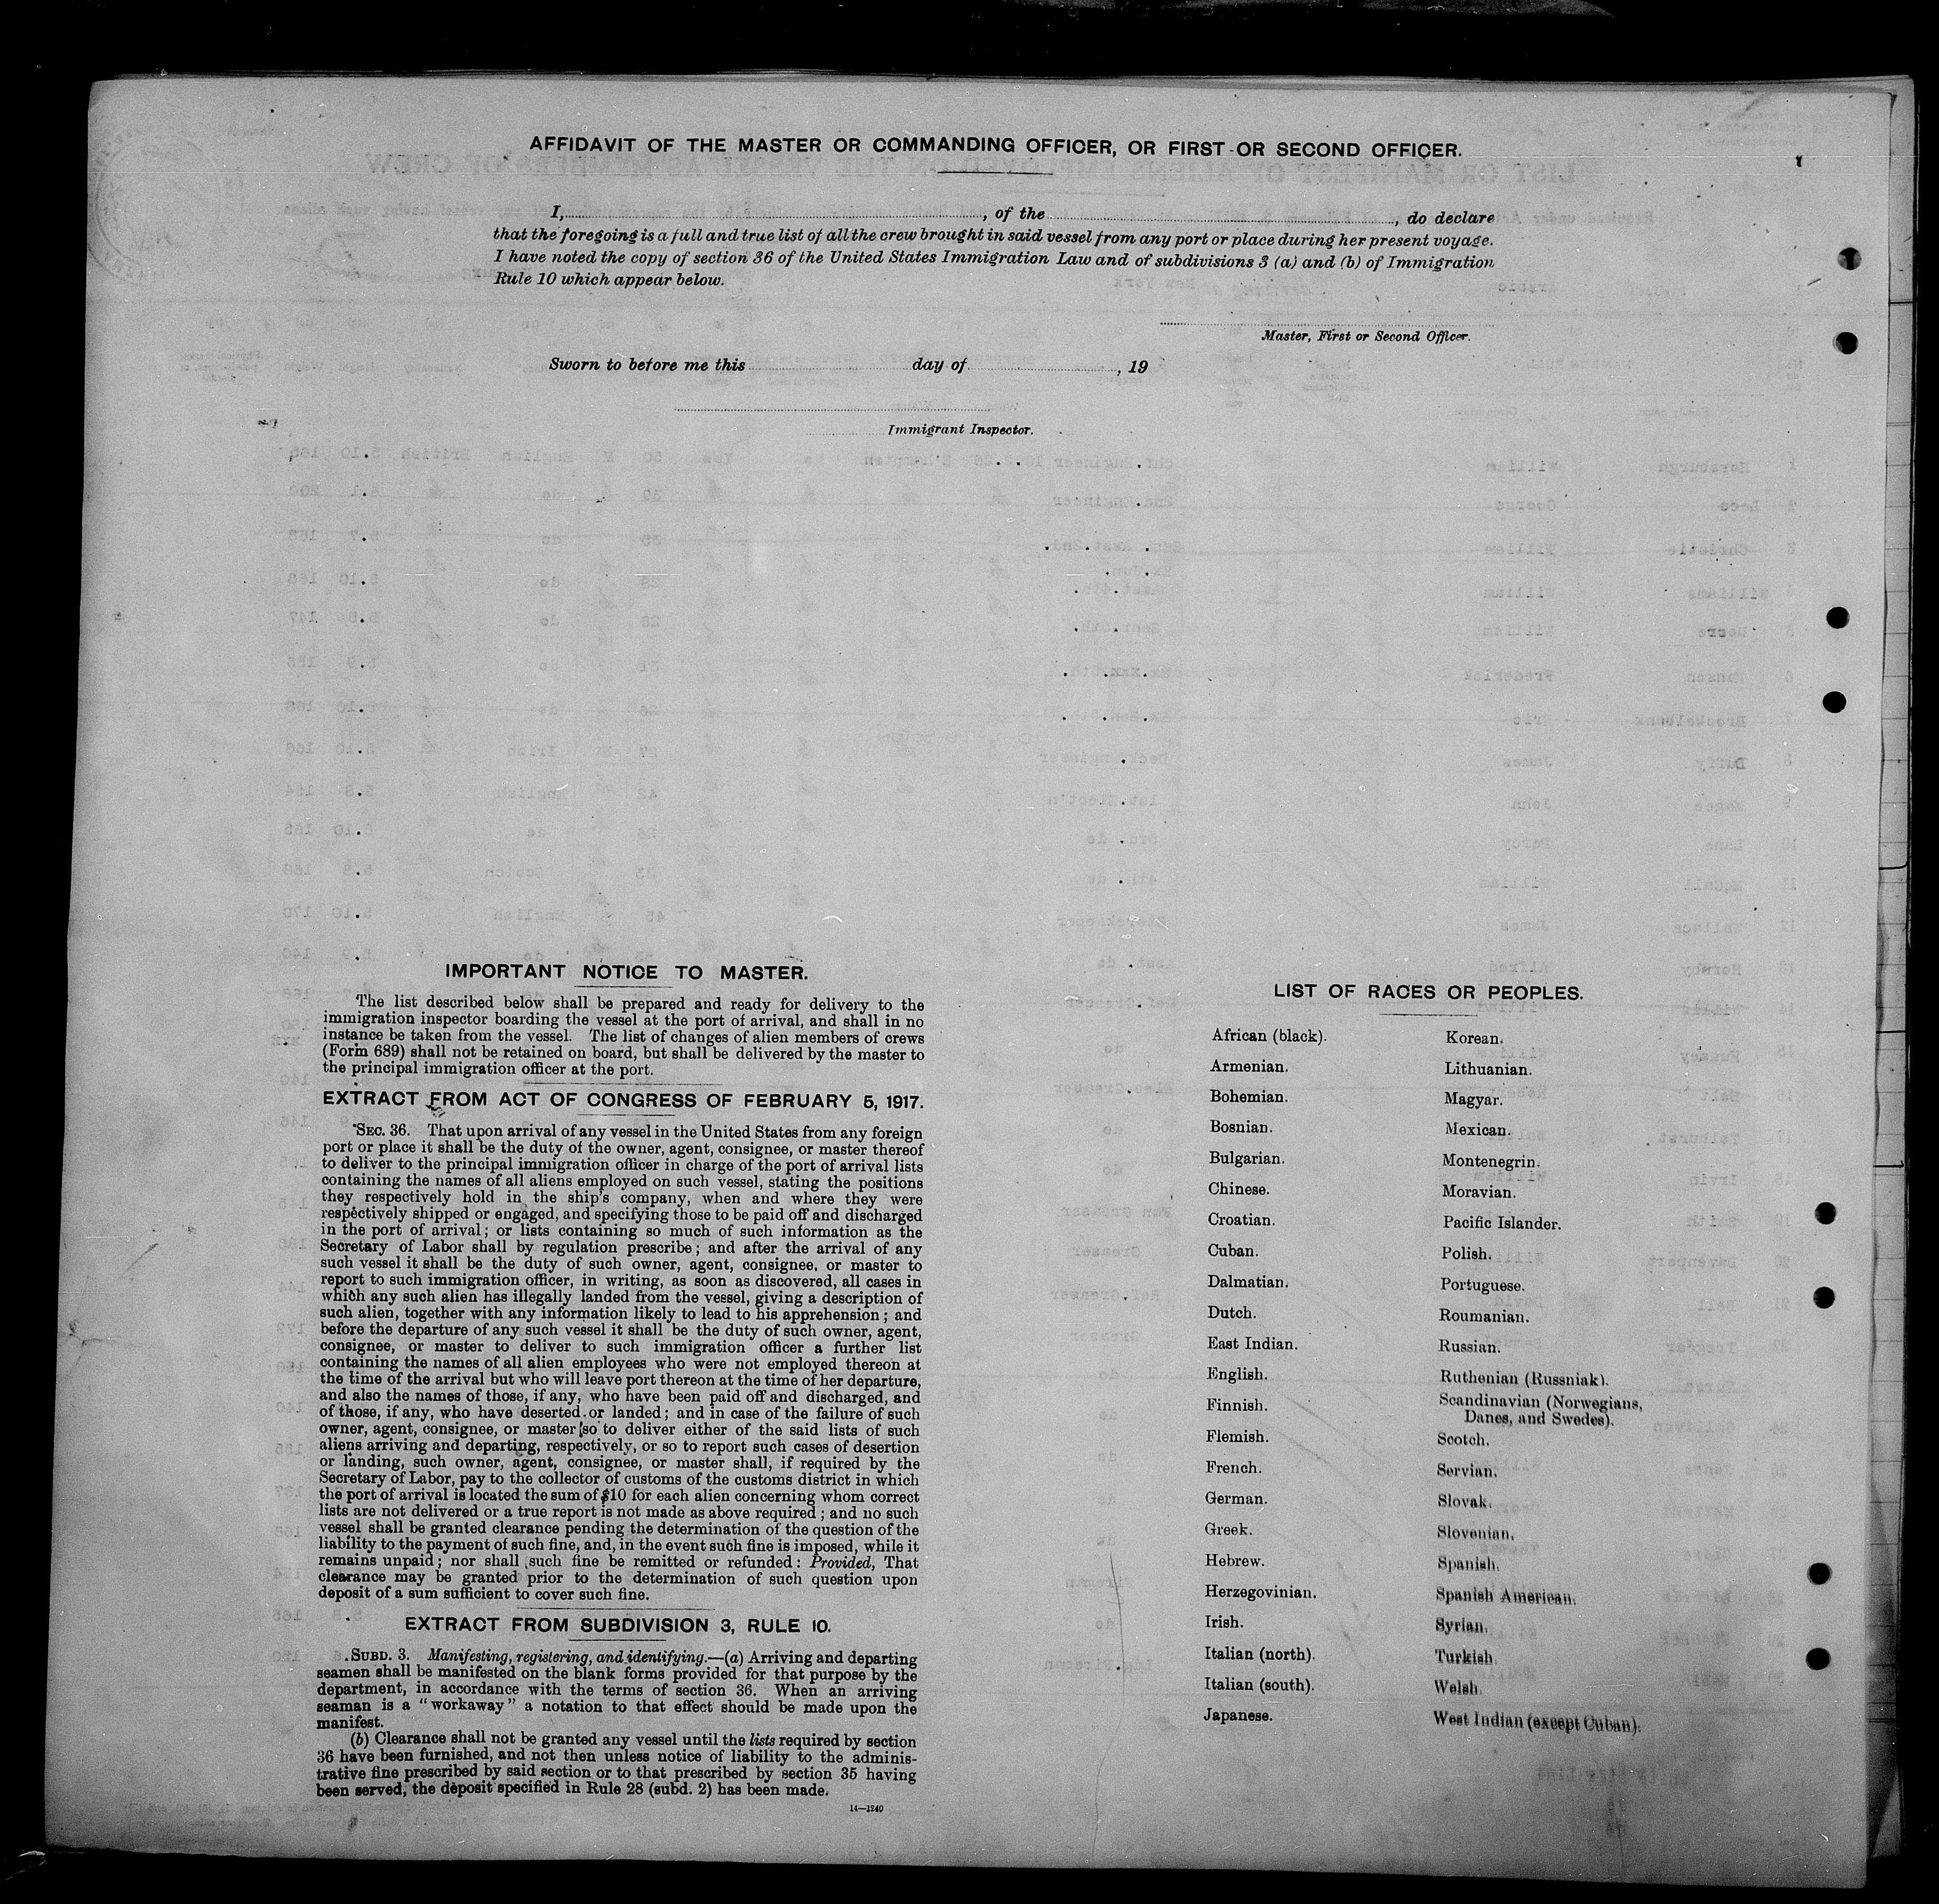 AFFIDAVIT OF THE MASTER OR COMMANDING OFFICER, OR FIRST OR SECOND OFFICER.
I, , of the , do declare
that the foregoing is a full and true list of all the crew brought in said vessel from any port or place during her present voyage.
I have noted the copy of section 36 of the United States Immigration Law and of subdivisions 3 (a) and (b) of Immigration
Rule 10 which appear below.
Master, First or Second Officer.
Sworn to before me this day of , 19
Immigrant Inspector.
IMPORTANT NOTICE TO MASTER.
The list described below shall be prepared and ready for delivery to the
immigration inspector boarding the vessel at the port of arrival, and shall in no
instance be taken from the vessel. The list of changes of alien members of crews
(Form 689) shall not be retained on board, but shall be delivered by the master to
the principal immigration officer at the port.
EXTRACT FROM ACT OF CONGRESS OF FEBRUARY 5, 1917.
SEC. 36. That upon arrival of any vessel in the United States from any foreign
port or place it shall be the duty of the owner, agent, consignee, or master thereof
to deliver to the principal immigration officer in charge of the port of arrival lists
containing the names of all aliens employed on such vessel, stating the positions
they respectively hold in the ship's company, when and where they were
respectively shipped or engaged, and specifying those to be paid off and discharged
in the port of arrival; or lists containing so much of such information as the
Secretary of Labor shall by regulation prescribe; and after the arrival of any
such vessel it shall be the duty of such owner, agent, consignee, or master to
report to such immigration officer, in writing, as soon as discovered, all cases in
which any such alien has illegally landed from the vessel, giving a description of
such alien, together with any information likely to lead to his apprehension; and
before the departure of any such vessel it shall be the duty of such owner, agent,
consignee, or master to deliver to such immigration officer a further list
containing the names of all alien employees who were not employed thereon at
the time of the arrival but who will leave port thereon at the time of her departure,
and also the names of those, if any, who have been paid off and discharged, and
of those, if any, who have deserted or landed; and in case of the failure of such
owner, agent, consignee, or master so to deliver either of the said lists of such
aliens arriving and departing, respectively, or so to report such cases of desertion
or landing, such owner, agent, consignee, or master shall, if required by the
Secretary of Labor, pay to the collector of customs of the customs district in which
the port of arrival is located the sum of $10 for each alien concerning whom correct
lists are not delivered or a true report is not made as above required; and no such
vessel shall be granted clearance pending the determination of the question of the
liability to the payment of such fine, and, in the event such fine is imposed, while it
remains unpaid; nor shall such fine be remitted or refunded: Provided, That
clearance may be granted prior to the determination of such question upon
deposit of a sum sufficient to cover such fine.
EXTRACT FROM SUBDIVISION 3, RULE 10.
SUBD. 3. Manifesting, registering, and identifying.—(a) Arriving and departing
seamen shall be manifested on the blank forms provided for that purpose by the
department, in accordance with the terms of section 36. When an arriving
seaman is a "workaway" a notation to that effect should be made upon the
manifest.
(b) Clearance shall not be granted any vessel until the lists required by section
36 have been furnished, and not then unless notice of liability to the adminis-
trative fine prescribed by said section or to that prescribed by section 35 having
been served, the deposit specified in Rule 28 (subd. 2) has been made.
14—1240
LIST OF RACES OR PEOPLES.
African (black).
Armenian.
Bohemian.
Bosnian.
Bulgarian.
Chinese.
Croatian.
Cuban.
Dalmatian.
Dutch.
East Indian.
English.
Finnish.
Flemish.
French.
German.
Greek.
Hebrew.
Herzegovinian.
Irish.
Italian (north).
Italian (south).
Japanese.
Korean.
Lithuanian.
Magyar.
Mexican.
Montenegrin.
Moravian.
Pacific Islander.
Polish.
Portuguese.
Roumanian.
Russian.
Ruthenian (Russniak).
Scandinavian (Norwegians,
Danes, and Swedes).
Scotch.
Servian.
Slovak.
Slovenian.
Spanish.
Spanish American.
Syrian.
Turkish.
Welsh.
West Indian (except Cuban).